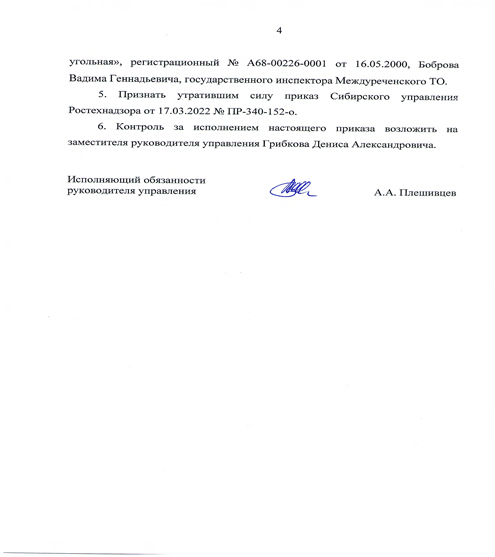 4
угольная», регистрационный № А68-00226-0001 от 16.05.2000, Боброва
Вадима Геннадьевича, государственного инспектора Междуреченского ТО.
5. Признать утратившим силу приказ Сибирского управления
Ростехнадзора от 17.03.2022 № ПР-340-152-о.
6. Контроль за исполнением настоящего приказа возложить на
заместителя руководителя управления Грибкова Дениса Александровича.
Исполняющий обязанности
руководителя управления
А.А. Плешивцев